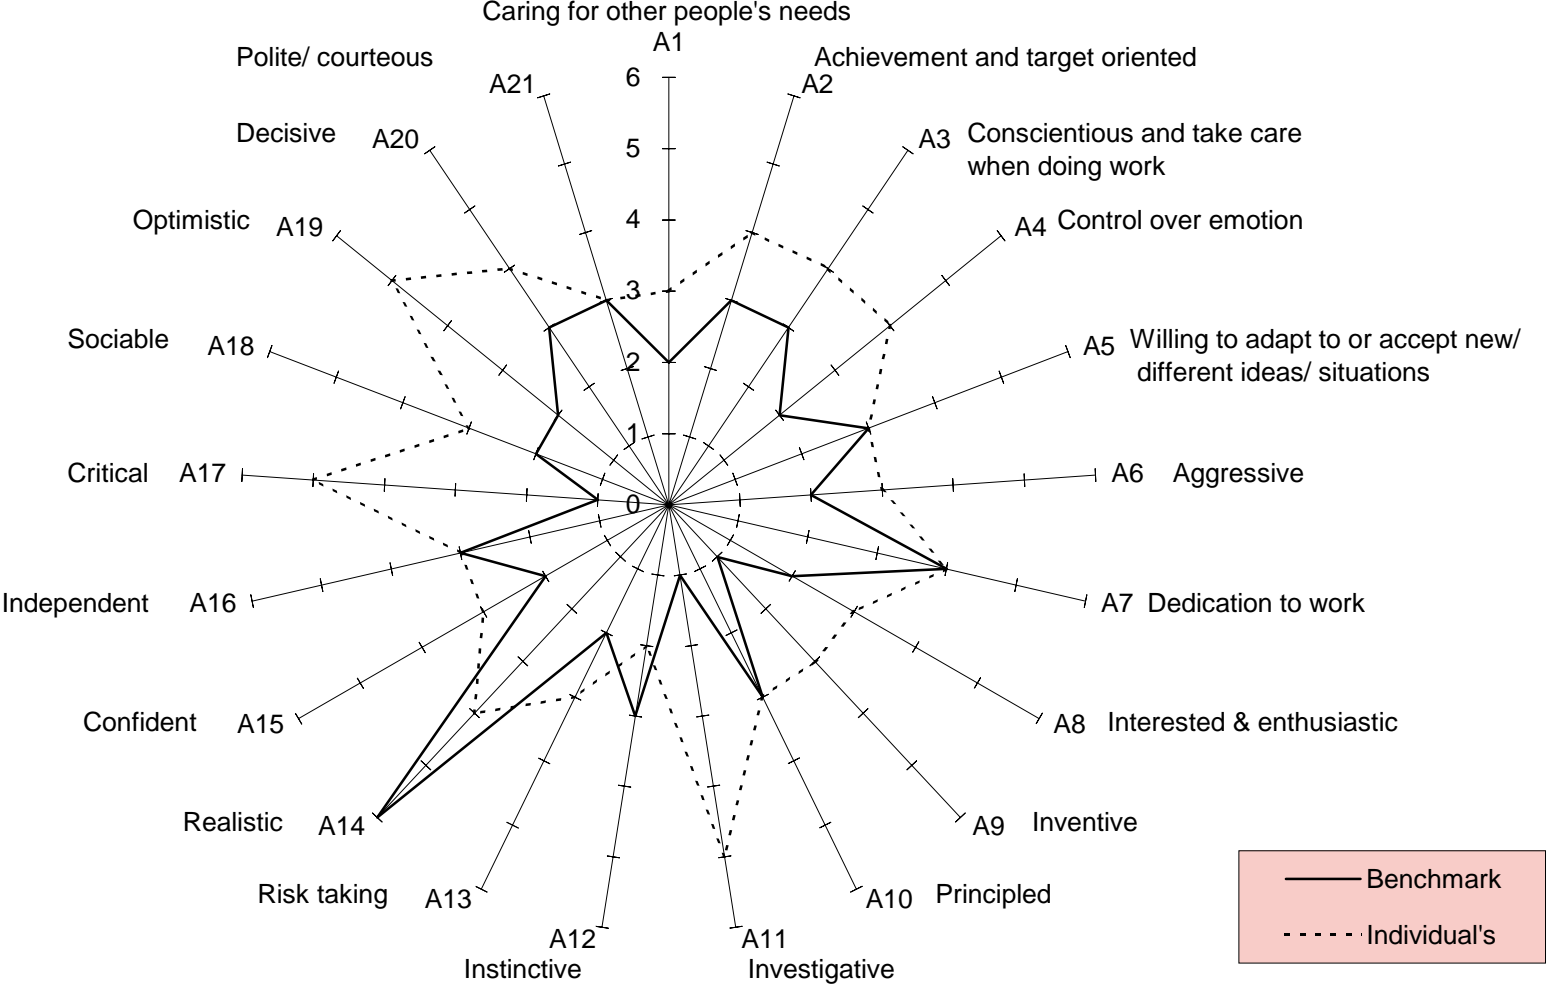 Caring for other people's needs
A1
Polite/ courteous
A21
Achievement and target oriented
A2
6
Decisive
A20
5
A3
Conscientious and take care
when doing work
Optimistic
A19
4
A4
Control over emotion
3
Sociable
A18
A5
Willing to adapt to or accept new/
different ideas/ situations
2
1
Critical
A17
0
A6
Aggressive
Independent
A16
A7
Dedication to work
Confident
A15
A8
Interested & enthusiastic
Realistic
A14
A9
Inventive
Risk taking
A13
A10
Principled
A12
Instinctive
A11
Investigative
Benchmark
Individual's